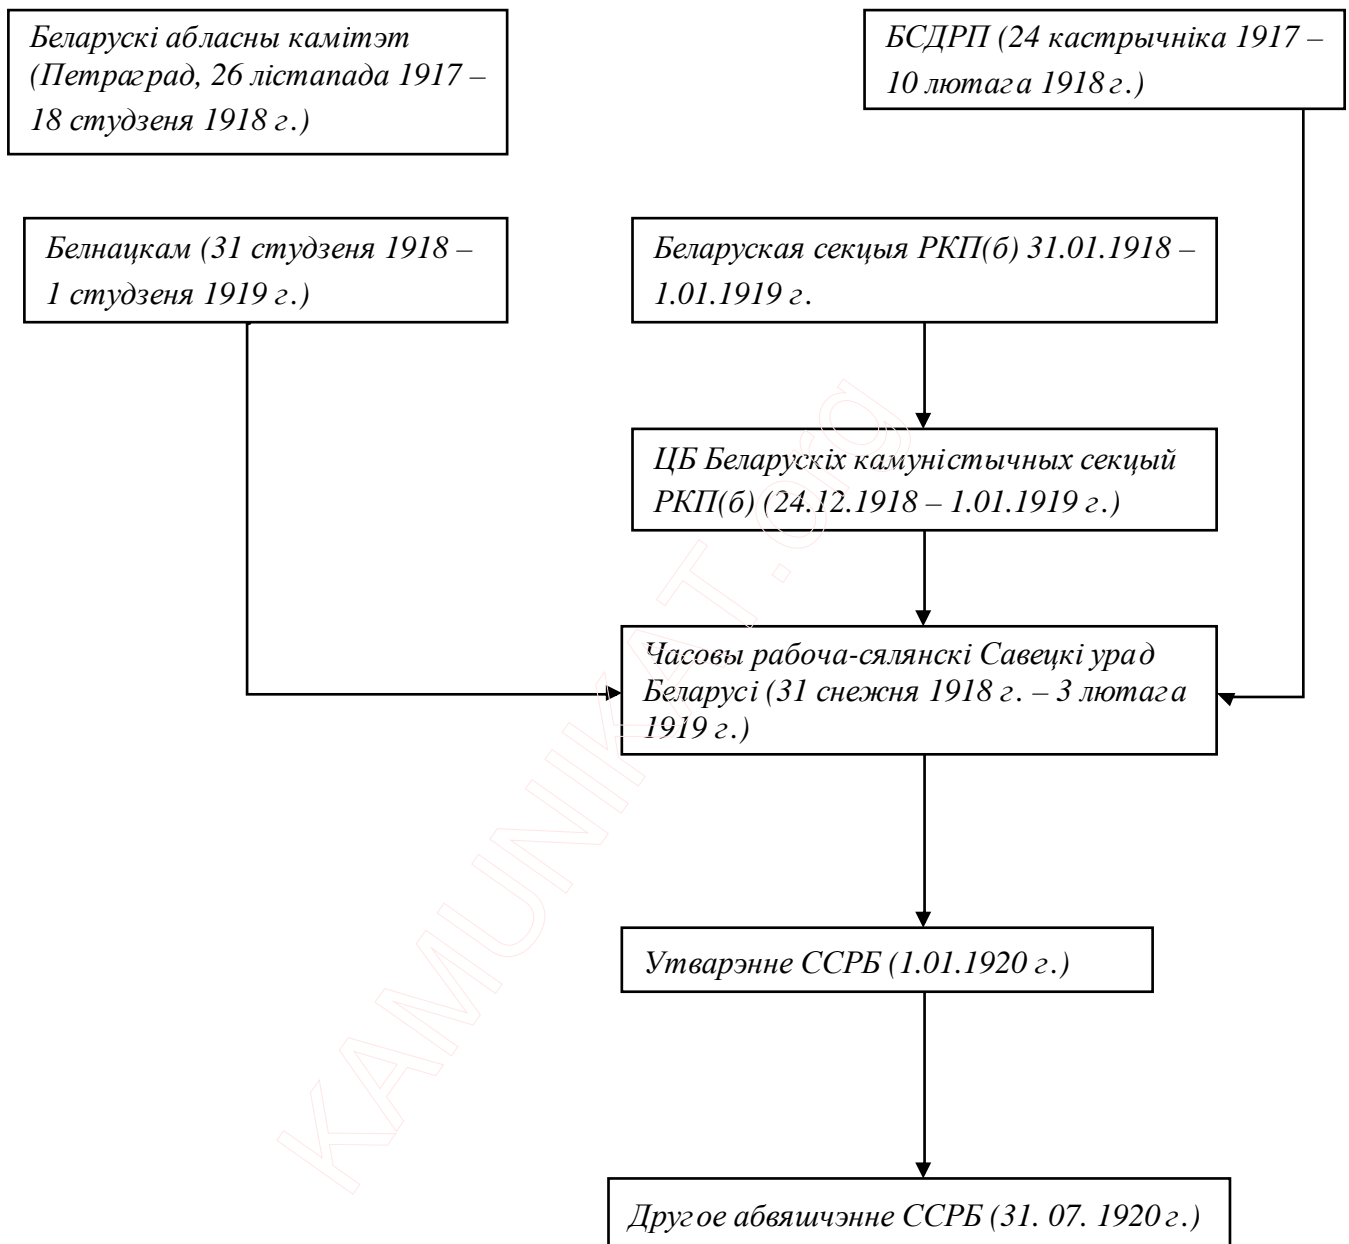 Беларускі абласны камітэт
(Петраград, 26 лістапада 1917 –
18 студзеня 1918 г.)
БСДРП (24 кастрычніка 1917 –
10 лютага 1918 г.)
Белнацкам (31 студзеня 1918 –
1 студзеня 1919 г.)
Беларуская секцыя РКП(б) 31.01.1918 –
1.01.1919 г.
ЦБ Беларускіх камуністычных секцый
РКП(б) (24.12.1918 – 1.01.1919 г.)
Часовы рабоча-сялянскі Савецкі урад
Беларусі (31 снежня 1918 г. – 3 лютага
1919 г.)
Утварэнне ССРБ (1.01.1920 г.)
Другое абвяшчэнне ССРБ (31. 07. 1920 г.)
KAMUNIKAT.org